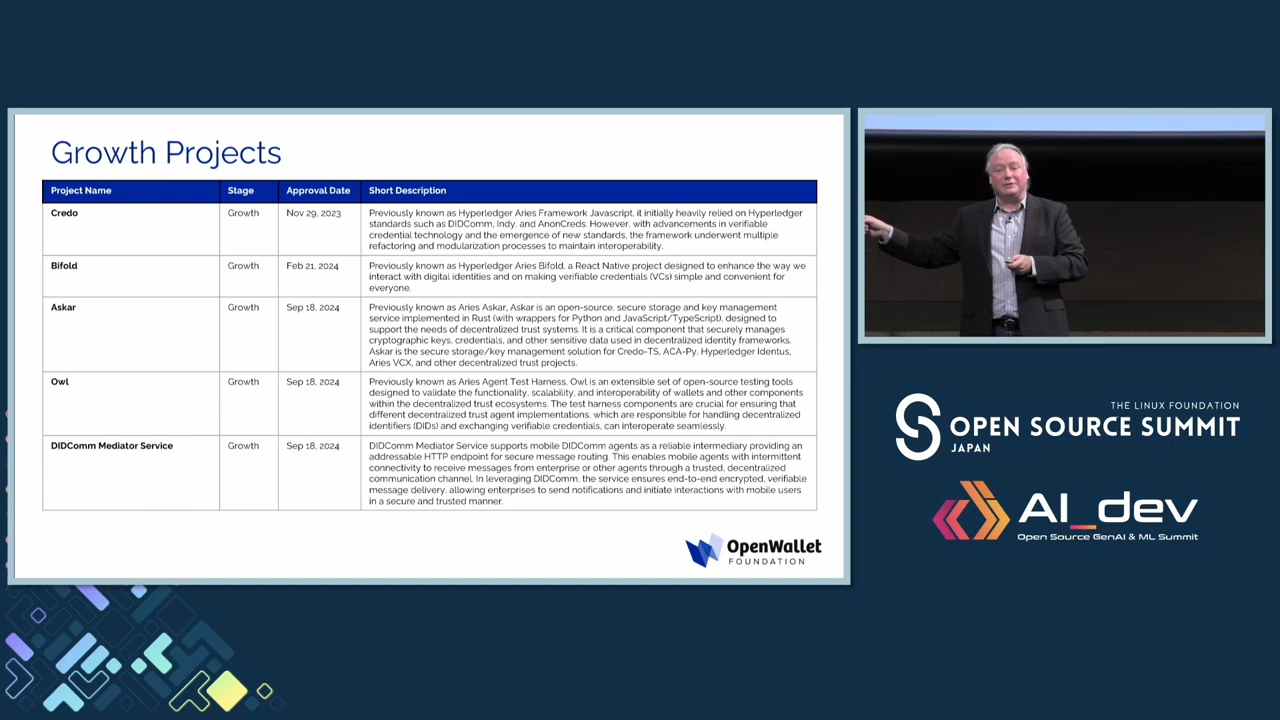 Growth Projects
Project Name Stage Approval Date Short Description
Credo Growth Nov 29, 2023 Previously known as Hyperledger Aries Framework Javascript, it initially heavily relied on Hyperledger
standards such as DIDComm, Indy, and AnonCreds. However, with advancements in verifiable
credential technology and the emergence of new standards, the framework underwent multiple
refactoring and modularization processes to maintain interoperability.
Bifold Growth Feb 21, 2024 Previously known as Hyperledger Aries Bifold, a React Native project designed to enhance the way we
interact with digital identities and on making verifiable credentials (VCs) simple and convenient for
everyone.
Askar Growth Sep 18, 2024 Previously known as Aries Askar, Askar is an open-source, secure storage and key management
service implemented in Rust (with wrappers for Python and JavaScript/TypeScript), designed to
support the needs of decentralized trust systems. It is a critical component that securely manages
cryptographic keys, credentials, and other sensitive data used in decentralized identity frameworks.
Askar is the secure storage/key management solution for Credo-TS, ACA-Py, Hyperledger Identus,
Aries VCX, and other decentralized trust projects.
Owl Growth Sep 18, 2024 Previously known as Aries Agent Test Harness, Owl is an extensible set of open-source testing tools
designed to validate the functionality, scalability, and interoperability of wallets and other components
within the decentralized trust ecosystems. The test harness components are crucial for ensuring that
different decentralized trust agent implementations, which are responsible for handling decentralized
identifiers (DIDs) and exchanging verifiable credentials, can interoperate seamlessly.
DIDComm Mediator Service Growth Sep 18, 2024 DIDComm Mediator Service supports mobile DIDComm agents as a reliable intermediary providing an
addressable HTTP endpoint for secure message routing. This enables mobile agents with intermittent
connectivity to receive messages from enterprise or other agents through a trusted, decentralized
communication channel. In leveraging DIDComm, the service ensures end-to-end encrypted, verifiable
message delivery, allowing enterprises to send notifications and initiate interactions with mobile users
in a secure and trusted manner.
OpenWallet
FOUNDATION
THE LINUX FOUNDATION
OPEN SOURCE SUMMIT
JAPAN
AI_dev
Open Source GenAI & ML Summit